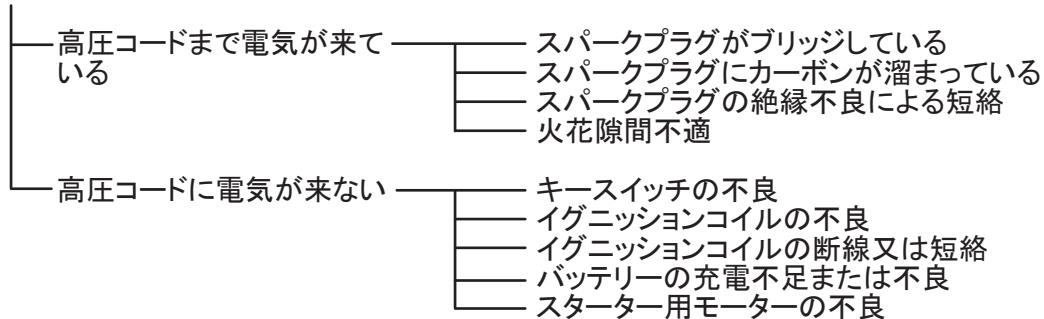 高圧コードまで電気が来て
いる
スパークプラグがブリッジしている
スパークプラグにカーボンが溜まっている
スパークプラグの絶縁不良による短絡
火花隙間不適
高圧コードに電気が来ない
キースイッチの不良
イグニッションコイルの不良
イグニッションコイルの断線又は短絡
バッテリーの充電不足または不良
スターター用モーターの不良